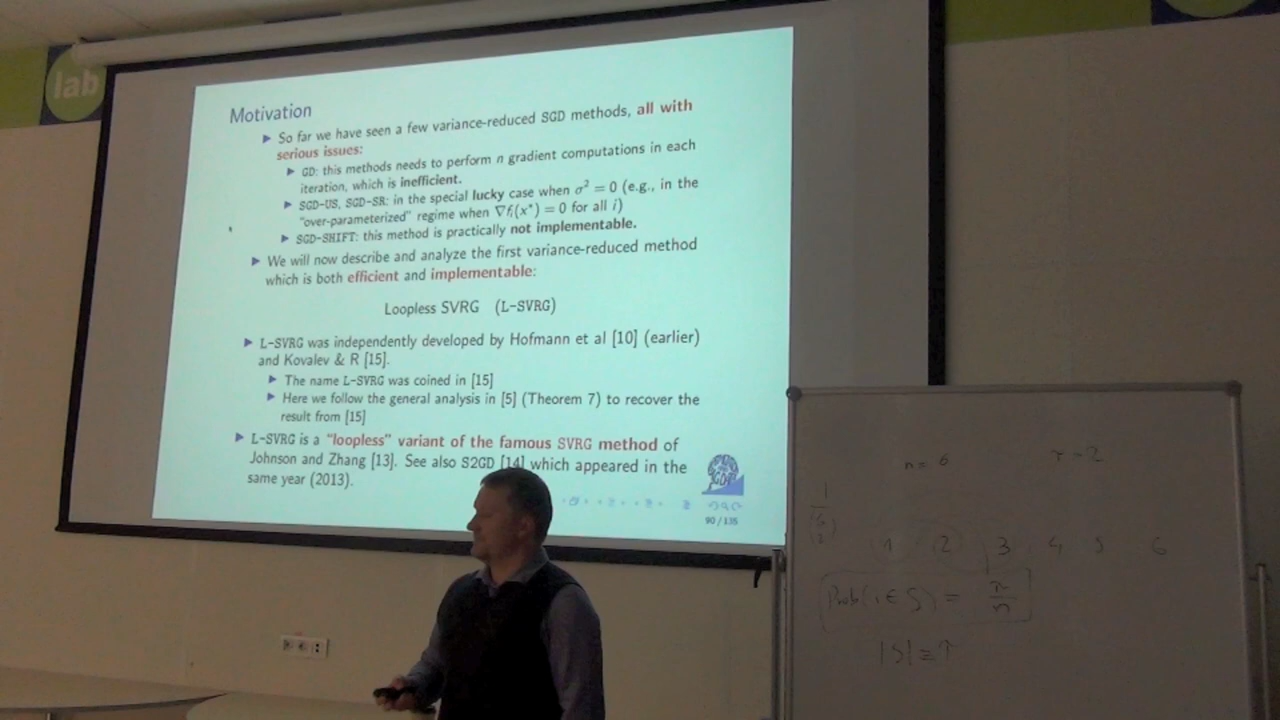 lab
Motivation
▶ So far we have seen a few variance-reduced SGD methods, all with
serious issues:
▶ GD: this methods needs to perform n gradient computations in each
iteration, which is inefficient.
▶ SGD-US, SGD-SR: in the special lucky case when σ² = 0 (e.g., in the
"over-parameterized" regime when ∇fᵢ(x*) = 0 for all i)
▶ SGD-SHIFT: this method is practically not implementable.
▶ We will now describe and analyze the first variance-reduced method
which is both efficient and implementable:
Loopless SVRG (L-SVRG)
▶ L-SVRG was independently developed by Hofmann et al [10] (earlier)
and Kovalev & R [15].
▶ The name L-SVRG was coined in [15]
▶ Here we follow the general analysis in [5] (Theorem 7) to recover the
result from [15]
▶ L-SVRG is a "loopless" variant of the famous SVRG method of
Johnson and Zhang [13]. See also S2GD [14] which appeared in the
same year (2013).
90 / 135
n = 6
1 2 3 4 5 6
Prob(i ∈ S) = τ/n